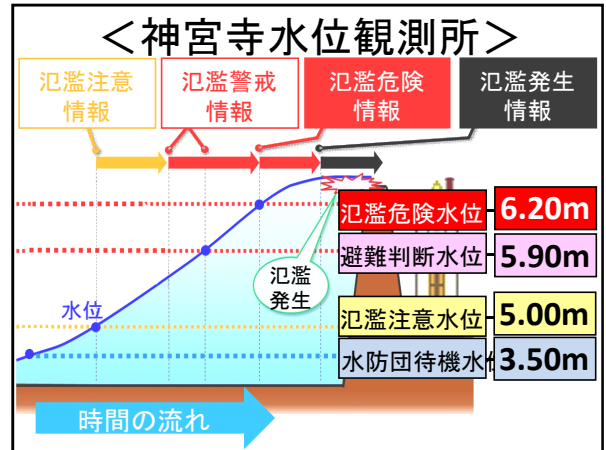 ＜神宮寺水位観測所＞
氾濫注意
情報
氾濫警戒
情報
氾濫危険
情報
氾濫発生
情報
氾濫危険水位
6.20m
避難判断水位
5.90m
氾濫
発生
水位
氾濫注意水位
5.00m
水防団待機水
3.50m
時間の流れ